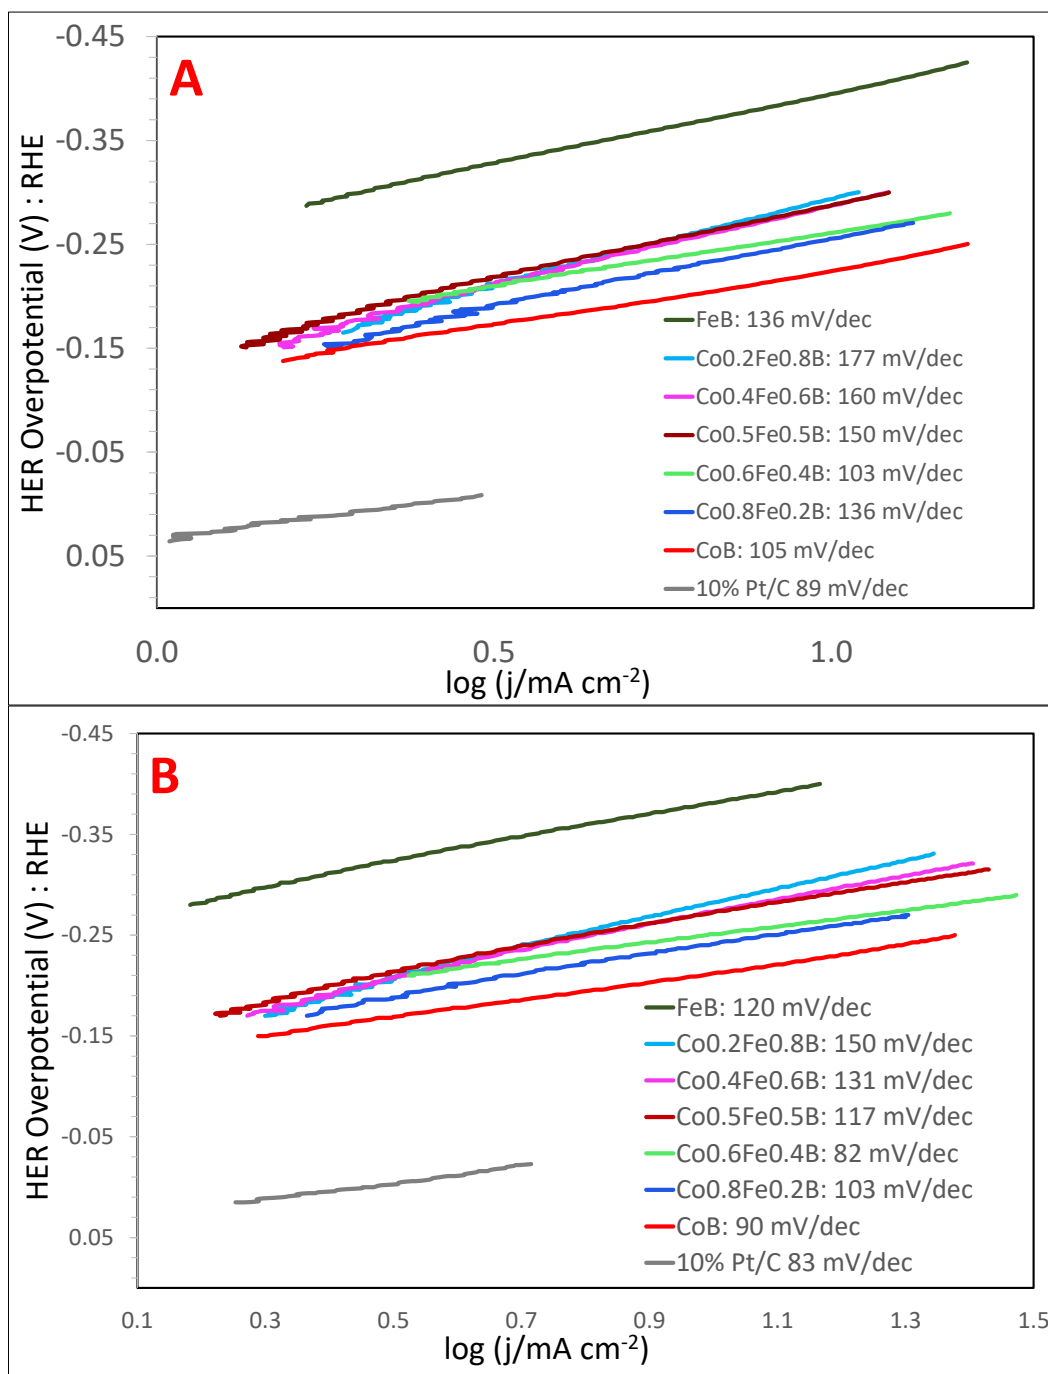 A
HER Overpotential (V) : RHE
-0.45
-0.35
-0.25
-0.15
-0.05
0.05
FeB: 136 mV/dec
Co0.2Fe0.8B: 177 mV/dec
Co0.4Fe0.6B: 160 mV/dec
Co0.5Fe0.5B: 150 mV/dec
Co0.6Fe0.4B: 103 mV/dec
Co0.8Fe0.2B: 136 mV/dec
CoB: 105 mV/dec
10% Pt/C 89 mV/dec
0.0 0.5 1.0
log (j/mA cm⁻²)
B
HER Overpotential (V) : RHE
-0.45
-0.35
-0.25
-0.15
-0.05
0.05
FeB: 120 mV/dec
Co0.2Fe0.8B: 150 mV/dec
Co0.4Fe0.6B: 131 mV/dec
Co0.5Fe0.5B: 117 mV/dec
Co0.6Fe0.4B: 82 mV/dec
Co0.8Fe0.2B: 103 mV/dec
CoB: 90 mV/dec
10% Pt/C 83 mV/dec
0.1 0.3 0.5 0.7 0.9 1.1 1.3 1.5
log (j/mA cm⁻²)